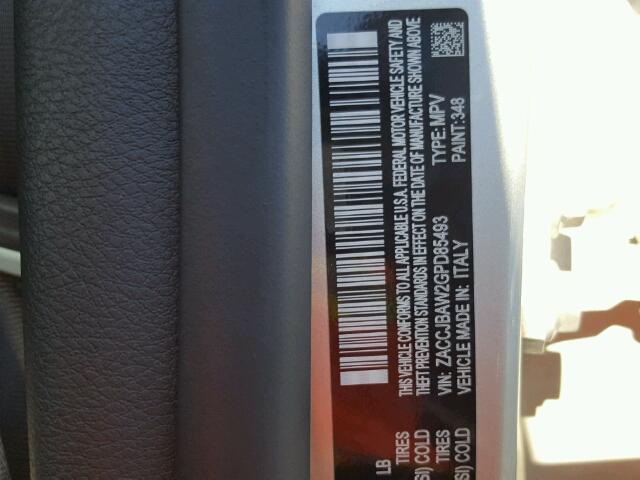 THIS VEHICLE CONFORMS TO ALL APPLICABLE U.S.A. FEDERAL MOTOR VEHICLE SAFETY AND
THEFT PREVENTION STANDARDS IN EFFECT ON THE DATE OF MANUFACTURE SHOWN ABOVE
VIN: ZACCJBAW2GPD85493 TYPE: MPV
VEHICLE MADE IN: ITALY PAINT: 348
LB
TIRES
SI) COLD
TIRES
SI) COLD